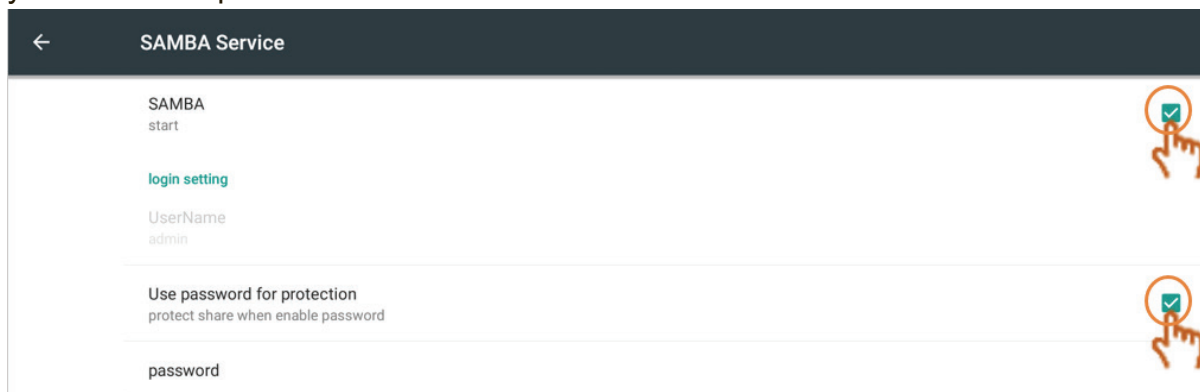 SAMBA Service
SAMBA
start
login setting
UserName
admin
Use password for protection
protect share when enable password
password